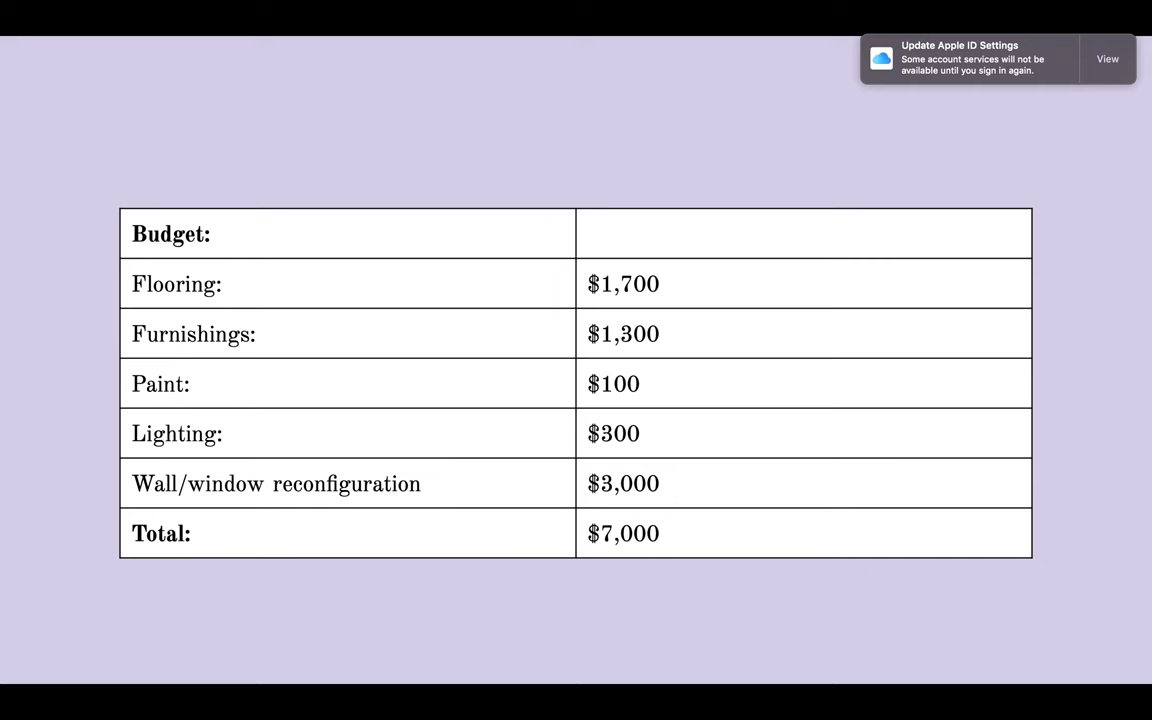 Update Apple ID Settings
Some account services will not be
available until you sign in again.
View
Budget:
Flooring: $1,700
Furnishings: $1,300
Paint: $100
Lighting: $300
Wall/window reconfiguration $3,000
Total: $7,000